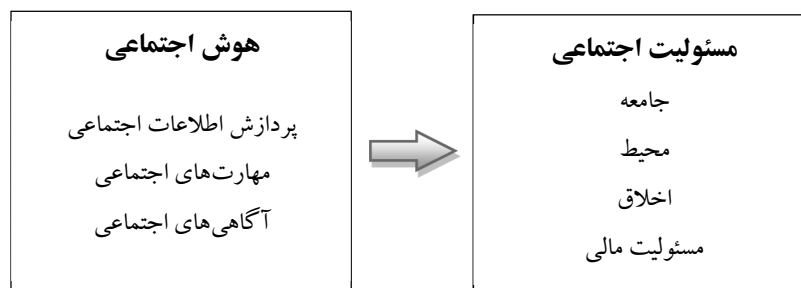 هوش اجتماعی
پردازش اطلاعات اجتماعی
مهارت‌های اجتماعی
آگاهی‌های اجتماعی
مسئولیت اجتماعی
جامعه
محیط
اخلاق
مسئولیت مالی